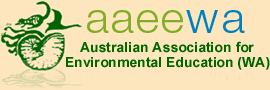 aaeewa
Australian Association for
Environmental Education (WA)